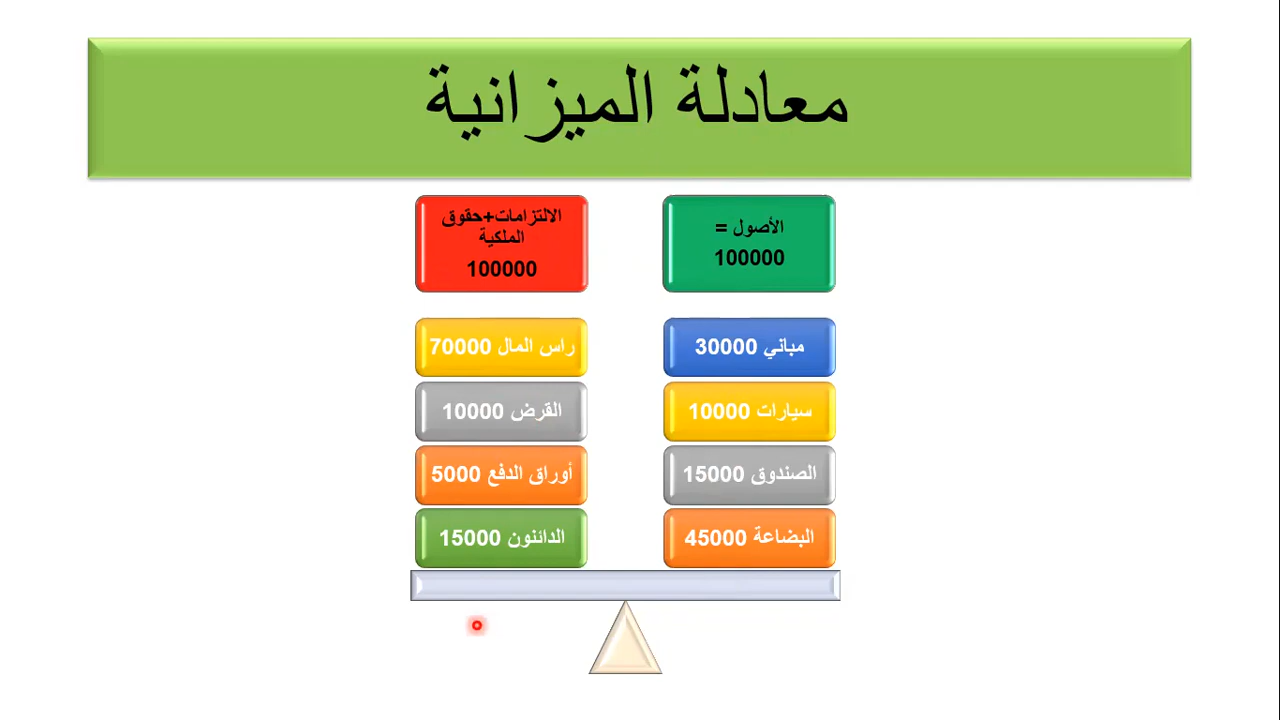 معادلة الميزانية
الأصول =
100000
الالتزامات+حقوق
الملكية
100000
مباني 30000
سيارات 10000
الصندوق 15000
البضاعة 45000
راس المال 70000
القرض 10000
أوراق الدفع 5000
الدائنون 15000